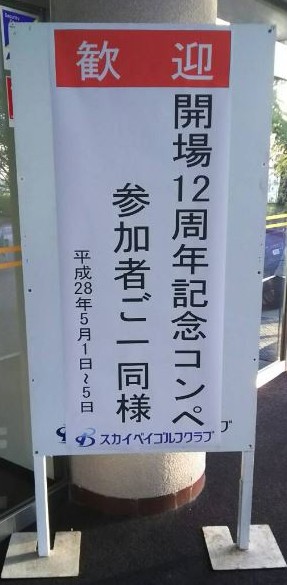 歓迎
開場12周年記念コンペ
参加者ご一同様
平成28年5月1日~5日
スカイベイゴルフクラブ